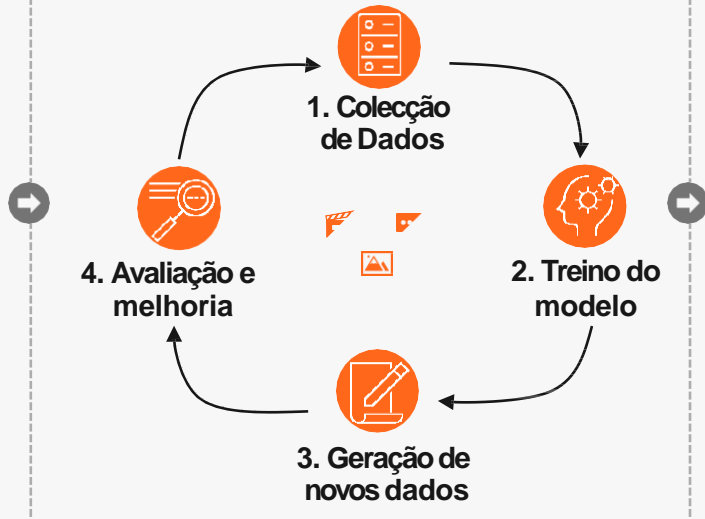 1. Colecção
de Dados
2. Treino do
modelo
4. Avaliação e
melhoria
3. Geração de
novos dados